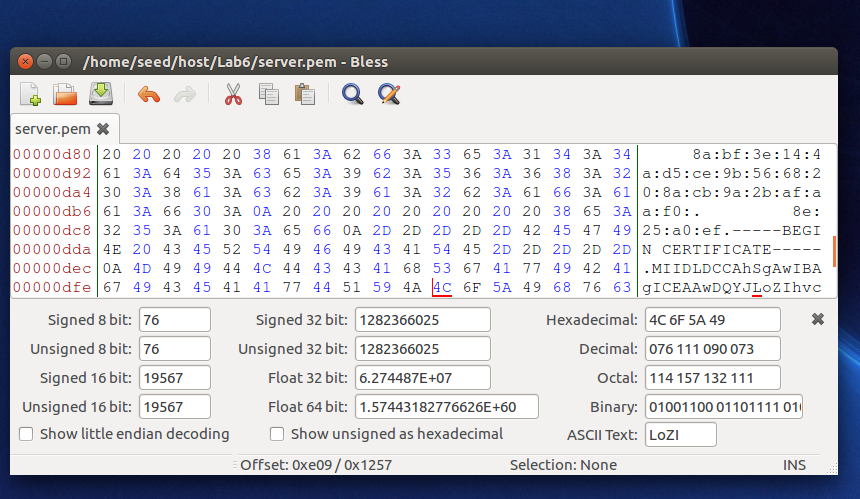 /home/seed/host/Lab6/server.pem - Bless
server.pem
00000d80 20 20 20 20 20 38 61 3A 62 66 3A 33 65 3A 31 34 3A 34      8a:bf:3e:14:4
00000d92 61 3A 64 35 3A 63 65 3A 39 62 3A 35 36 3A 36 38 3A 32 a:d5:ce:9b:56:68:2
00000da4 30 3A 38 61 3A 63 62 3A 39 61 3A 32 62 3A 61 66 3A 61 0:8a:cb:9a:2b:af:a
00000db6 61 3A 66 30 3A 0A 20 20 20 20 20 20 20 20 20 38 65 3A a:f0:.         8e:
00000dc8 32 35 3A 61 30 3A 65 66 0A 2D 2D 2D 2D 2D 42 45 47 49 25:a0:ef.-----BEGI
00000dda 4E 20 43 45 52 54 49 46 49 43 41 54 45 2D 2D 2D 2D 2D N CERTIFICATE-----
00000dec 0A 4D 49 49 44 4C 44 43 43 41 68 53 67 41 77 49 42 41 .MIIDLDCCAhSgAwIBA
00000dfe 67 49 43 45 41 41 77 44 51 59 4A 4C 6F 5A 49 68 76 63 gICEAAwDQYJLoZIhvc
Signed 8 bit: 76 Signed 32 bit: 1282366025 Hexadecimal: 4C 6F 5A 49
Unsigned 8 bit: 76 Unsigned 32 bit: 1282366025 Decimal: 076 111 090 073
Signed 16 bit: 19567 Float 32 bit: 6.274487E+07 Octal: 114 157 132 111
Unsigned 16 bit: 19567 Float 64 bit: 1.57443182776626E+60 Binary: 01001100 01101111 010
Show little endian decoding Show unsigned as hexadecimal ASCII Text: LoZI
Offset: 0xe09 / 0x1257 Selection: None INS